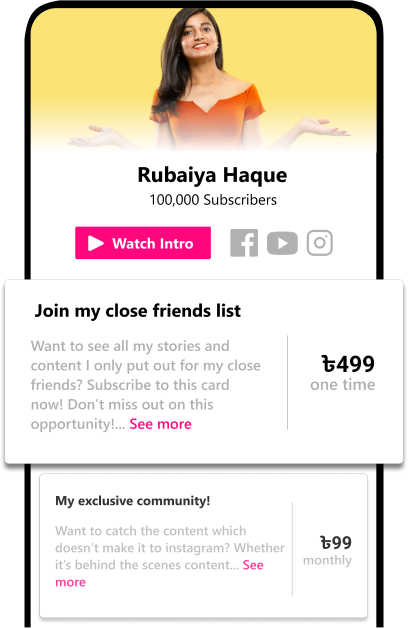 Rubaiya Haque
100,000 Subscribers
Watch Intro
Join my close friends list
Want to see all my stories and
content I only put out for my close
friends? Subscribe to this card
now! Don’t miss out on this
opportunity!... See more
৳499
one time
My exclusive community!
Want to catch the content which
doesn’t make it to instagram? Whether
it’s behind the scenes content... See
more
৳99
monthly